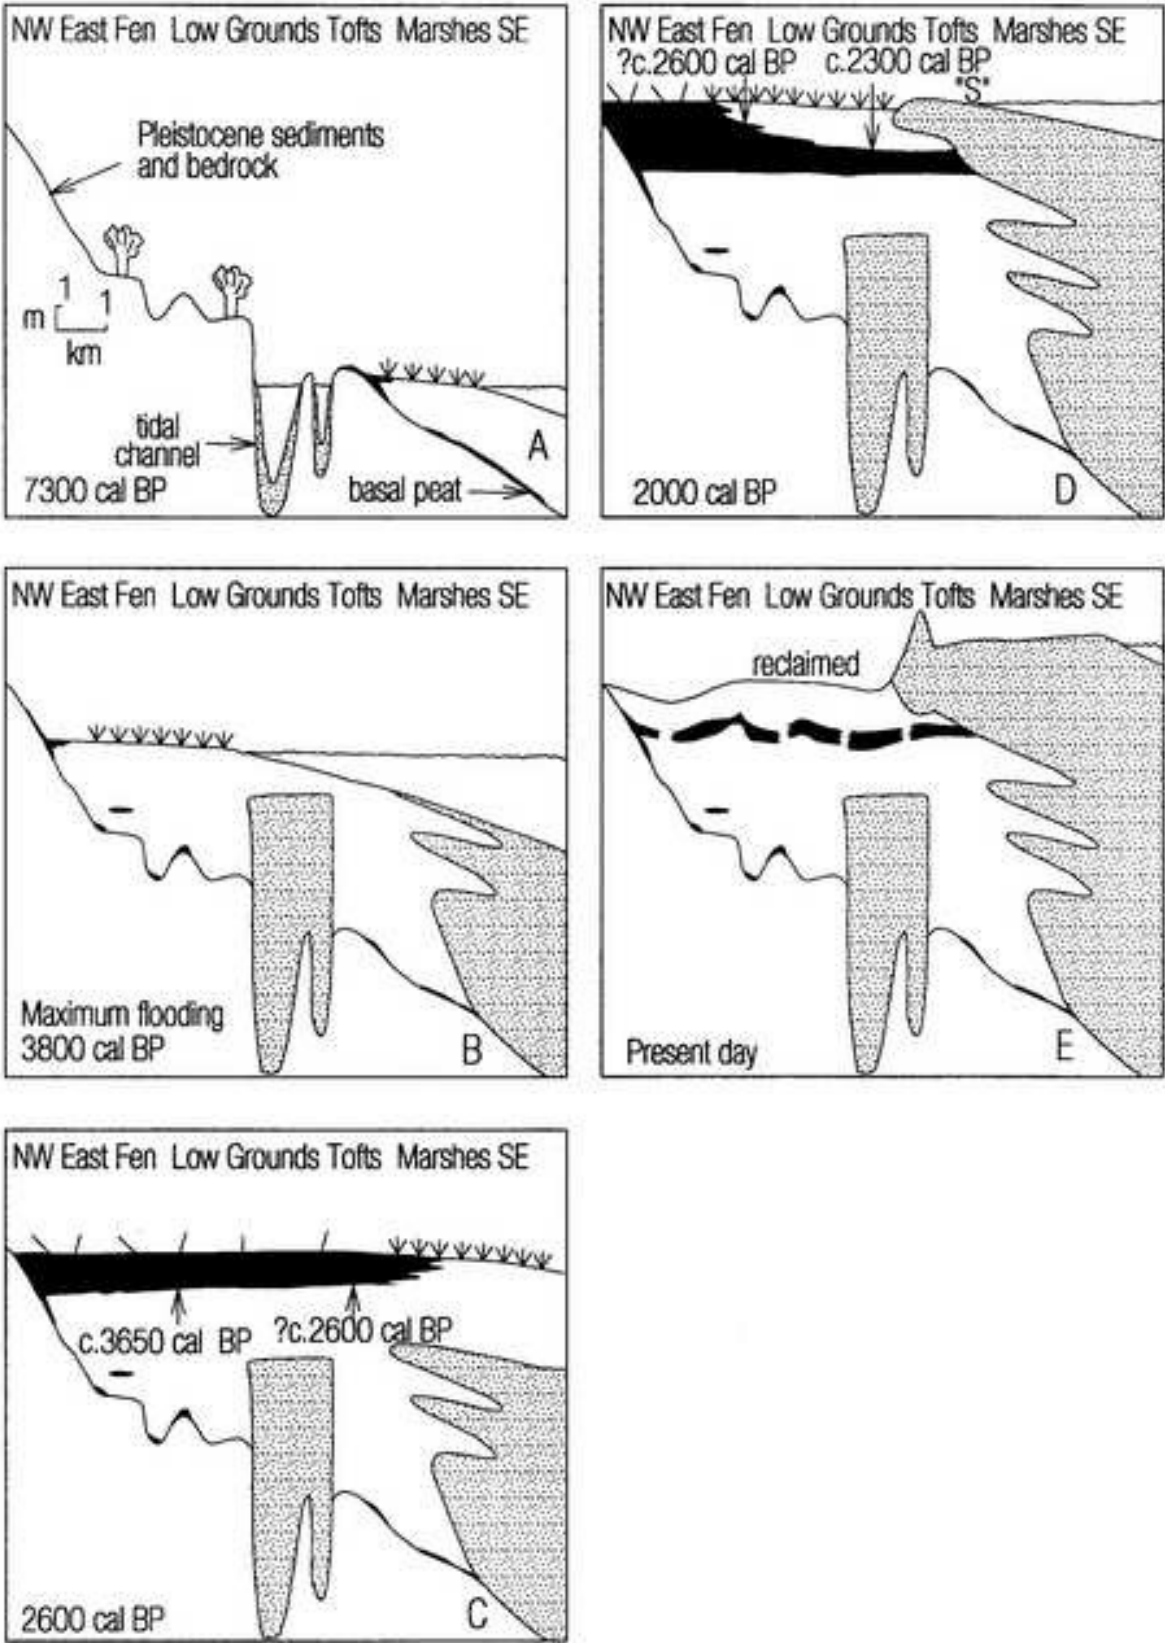 NW East Fen Low Grounds Tofts Marshes SE
Pleistocene sediments
and bedrock
1
m
1
km
tidal
channel
A
7300 cal BP
basal peat
NW East Fen Low Grounds Tofts Marshes SE
Maximum flooding
3800 cal BP
B
NW East Fen Low Grounds Tofts Marshes SE
c.3650 cal BP
?c.2600 cal BP
2600 cal BP
C
NW East Fen Low Grounds Tofts Marshes SE
?c.2600 cal BP
c.2300 cal BP
"S"
2000 cal BP
D
NW East Fen Low Grounds Tofts Marshes SE
reclaimed
Present day
E